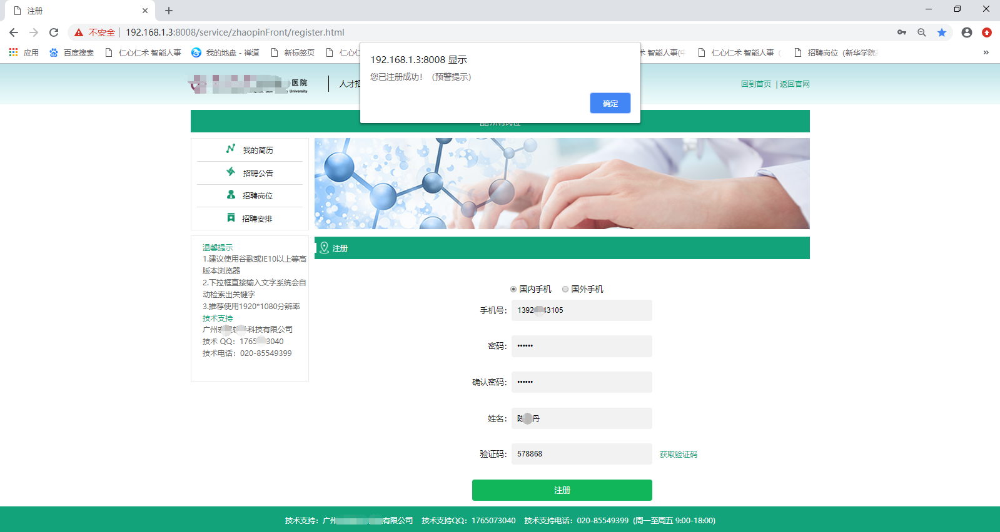 注册
不安全 192.168.1.3:8008/service/zhaopinFront/register.html
应用 百度搜索 仁心仁术 智能人事 我的地盘 - 禅道 新标签页 仁心仁 术 智能人事(中 仁心仁术 智能人事 ( 招聘岗位（新华学院 »
192.168.1.3:8008 显示
您已注册成功！（预警提示）
确定
医院
University
人才招
回到首页 | 返回官网
所有岗位
我的简历
招聘公告
招聘岗位
招聘安排
温馨提示
1.建议使用谷歌或IE10以上等高
版本浏览器
2.下拉框直接输入文字系统会自
动检索出关键字
3.推荐使用1920*1080分辨率
技术支持
广州 科技有限公司
技术 QQ：1765 3040
技术电话：020-85549399
注册
国内手机 国外手机
手机号： 1392 43105
密码： ••••••
确认密码： ••••••
姓名： 陈 丹
验证码： 578868 获取验证码
注册
技术支持：广州 有限公司 技术支持QQ：1765073040 技术支持电话：020-85549399 (周一至周五 9:00-18:00)